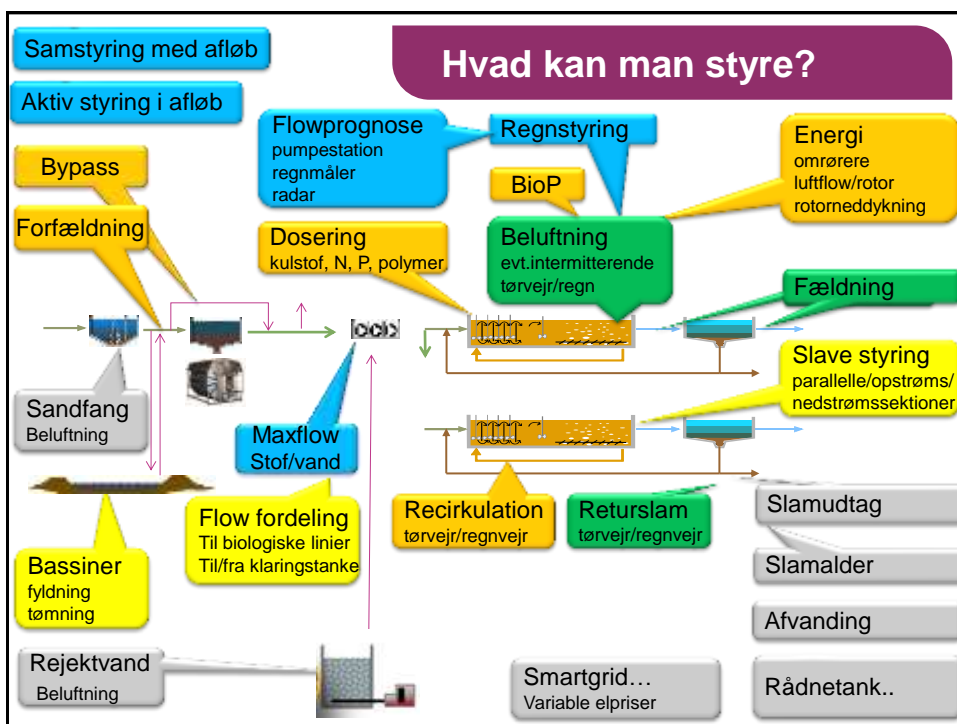 Samstyring med afløb
Hvad kan man styre?
Aktiv styring i afløb
Flowprognose
pumpestation
regnmåler
radar
Regnstyring
Energi
omrørere
luftflow/rotor
rotorneddykning
Bypass
BioP
Forfældning
Dosering
kulstof, N, P, polymer
Beluftning
evt.intermitterende
tørvejr/regn
Fældning
Slave styring
parallelle/opstrøms/
nedstrømssektioner
Sandfang
Beluftning
Maxflow
Stof/vand
Flow fordeling
Til biologiske linier
Til/fra klaringstanke
Recirkulation
tørvejr/regnvejr
Returslam
tørvejr/regnvejr
Slamudtag
Bassiner
fyldning
tømning
Slamalder
Afvanding
Rejektvand
Beluftning
Smartgrid…
Variable elpriser
Rådnetank..